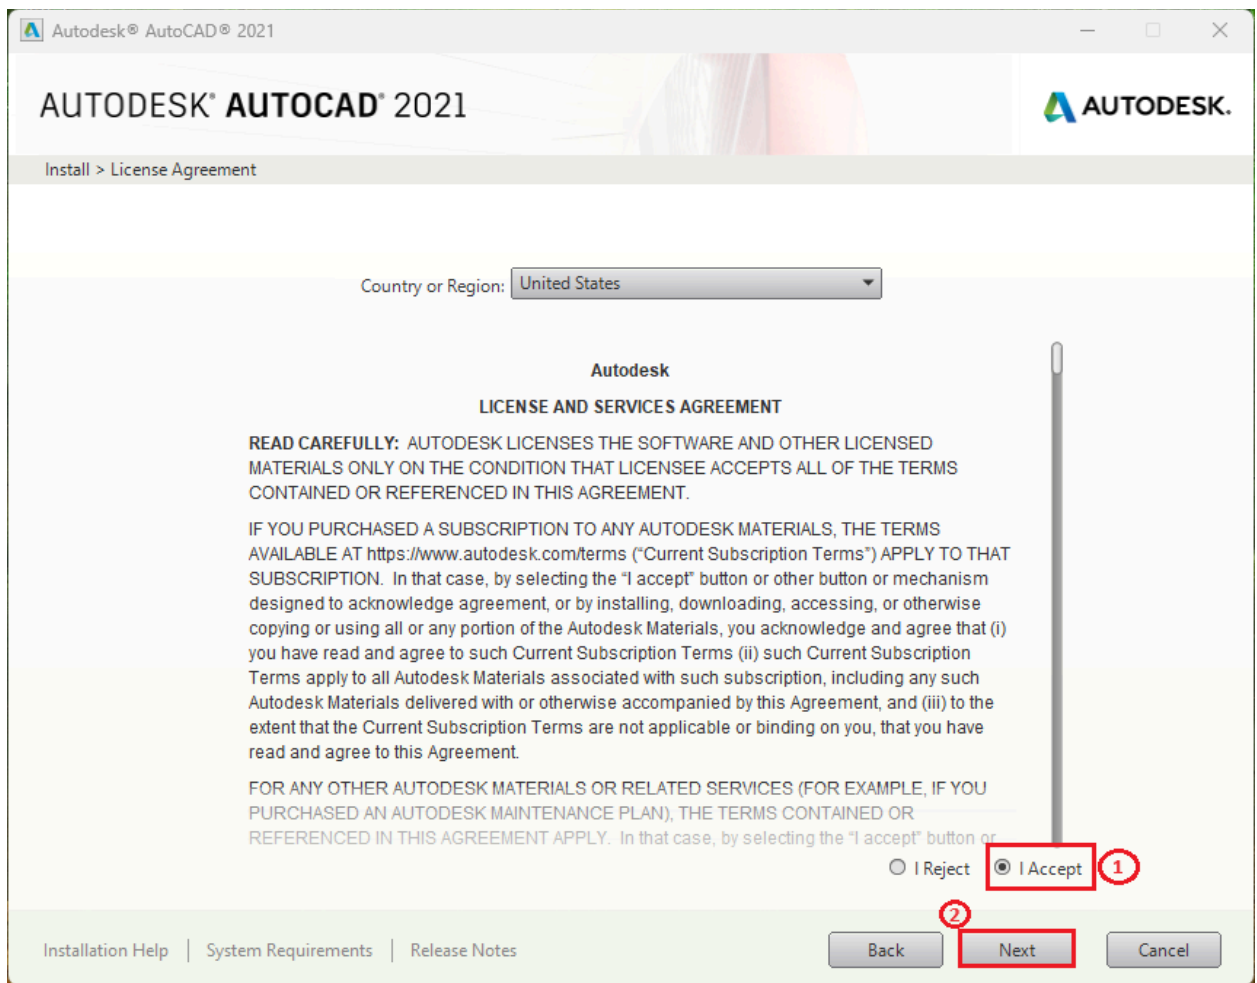 Autodesk® AutoCAD® 2021
AUTODESK® AUTOCAD® 2021
AUTODESK.
Install > License Agreement
Country or Region: United States
Autodesk
LICENSE AND SERVICES AGREEMENT
READ CAREFULLY: AUTODESK LICENSES THE SOFTWARE AND OTHER LICENSED
MATERIALS ONLY ON THE CONDITION THAT LICENSEE ACCEPTS ALL OF THE TERMS
CONTAINED OR REFERENCED IN THIS AGREEMENT.
IF YOU PURCHASED A SUBSCRIPTION TO ANY AUTODESK MATERIALS, THE TERMS
AVAILABLE AT https://www.autodesk.com/terms (“Current Subscription Terms”) APPLY TO THAT
SUBSCRIPTION. In that case, by selecting the “I accept” button or other button or mechanism
designed to acknowledge agreement, or by installing, downloading, accessing, or otherwise
copying or using all or any portion of the Autodesk Materials, you acknowledge and agree that (i)
you have read and agree to such Current Subscription Terms (ii) such Current Subscription
Terms apply to all Autodesk Materials associated with such subscription, including any such
Autodesk Materials delivered with or otherwise accompanied by this Agreement, and (iii) to the
extent that the Current Subscription Terms are not applicable or binding on you, that you have
read and agree to this Agreement.
FOR ANY OTHER AUTODESK MATERIALS OR RELATED SERVICES (FOR EXAMPLE, IF YOU
PURCHASED AN AUTODESK MAINTENANCE PLAN), THE TERMS CONTAINED OR
REFERENCED IN THIS AGREEMENT APPLY. In that case, by selecting the “I accept” button or
I Reject I Accept 1
2
Installation Help | System Requirements | Release Notes Back Next Cancel